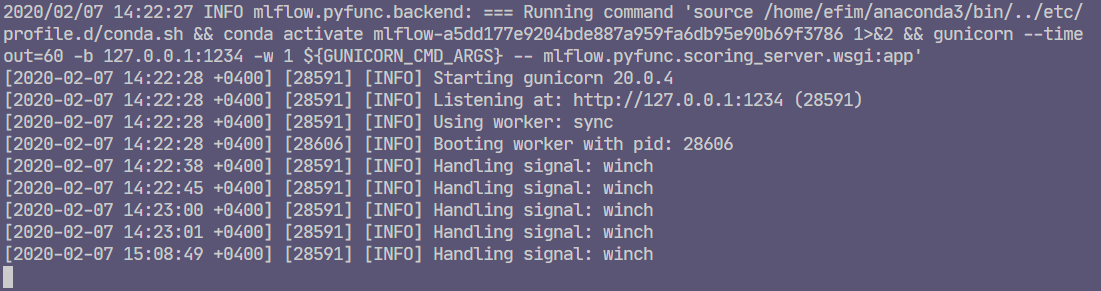 2020/02/07 14:22:27 INFO mlflow.pyfunc.backend: === Running command 'source /home/efim/anaconda3/bin/../etc/
profile.d/conda.sh && conda activate mlflow-a5dd177e9204bde887a959fa6db95e90b69f3786 1>&2 && gunicorn --time
out=60 -b 127.0.0.1:1234 -w 1 ${GUNICORN_CMD_ARGS} -- mlflow.pyfunc.scoring_server.wsgi:app'
[2020-02-07 14:22:28 +0400] [28591] [INFO] Starting gunicorn 20.0.4
[2020-02-07 14:22:28 +0400] [28591] [INFO] Listening at: http://127.0.0.1:1234 (28591)
[2020-02-07 14:22:28 +0400] [28591] [INFO] Using worker: sync
[2020-02-07 14:22:28 +0400] [28606] [INFO] Booting worker with pid: 28606
[2020-02-07 14:22:38 +0400] [28591] [INFO] Handling signal: winch
[2020-02-07 14:22:45 +0400] [28591] [INFO] Handling signal: winch
[2020-02-07 14:23:00 +0400] [28591] [INFO] Handling signal: winch
[2020-02-07 14:23:01 +0400] [28591] [INFO] Handling signal: winch
[2020-02-07 15:08:49 +0400] [28591] [INFO] Handling signal: winch